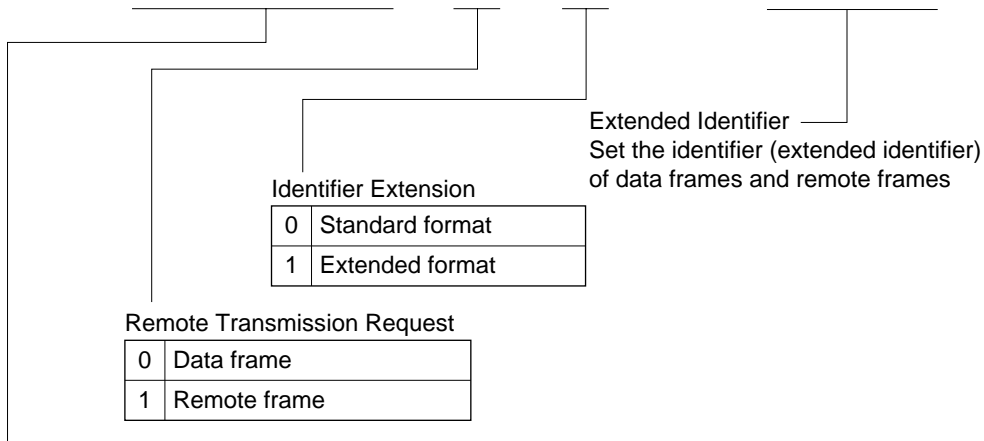 Extended Identifier
Set the identifier (extended identifier)
of data frames and remote frames
Identifier Extension
0 Standard format
1 Extended format
Remote Transmission Request
0 Data frame
1 Remote frame